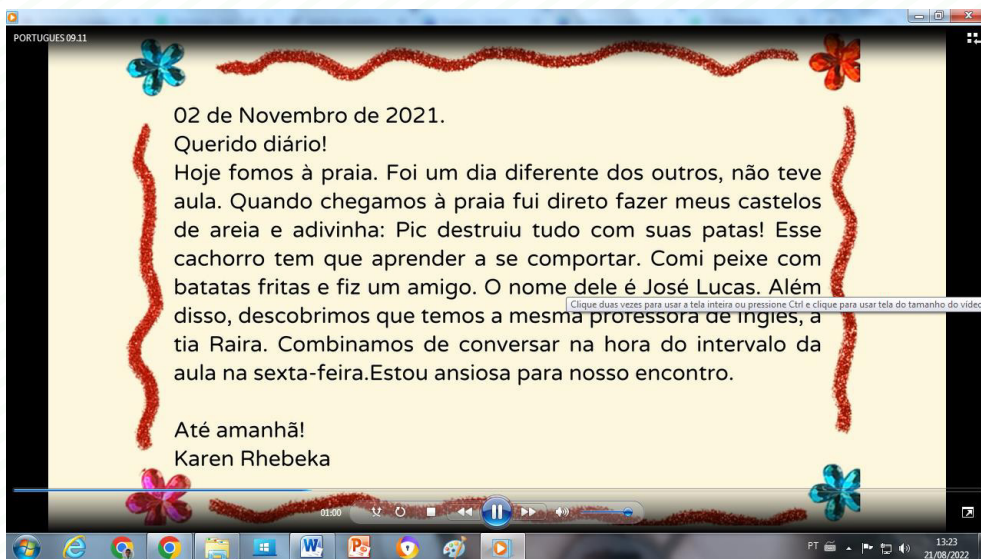 PORTUGUES 09.11
02 de Novembro de 2021.
Querido diário!
Hoje fomos à praia. Foi um dia diferente dos outros, não teve
aula. Quando chegamos à praia fui direto fazer meus castelos
de areia e adivinha: Pic destruiu tudo com suas patas! Esse
cachorro tem que aprender a se comportar. Comi peixe com
batatas fritas e fiz um amigo. O nome dele é José Lucas. Além
Clique duas vezes para usar a tela inteira ou pressione Ctrl e clique para usar tela do tamanho do vídeo
disso, descobrimos que temos a mesma professora de inglês, a
tia Raira. Combinamos de conversar na hora do intervalo da
aula na sexta-feira.Estou ansiosa para nosso encontro.
Até amanhã!
Karen Rhebeka
01:00
PT
13:23
21/08/2022